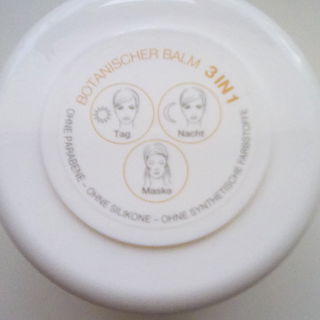 BOTANISCHER BALM 3 IN 1
Tag
Nacht
Maske
OHNE PARABENE - OHNE SILIKONE - OHNE SYNTHETISCHE FARBSTOFFE